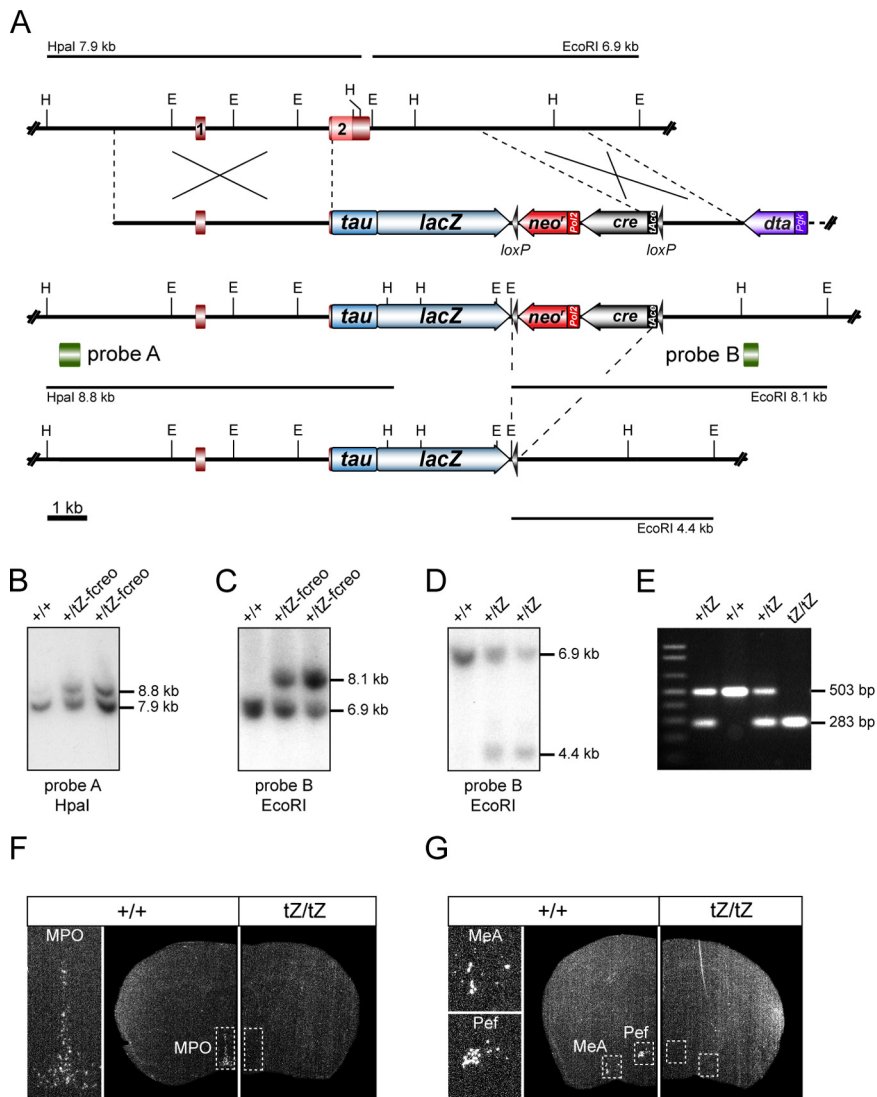 A
HpaI 7.9 kb
EcoRI 6.9 kb
H E E E H E H H E
1 2
tau lacZ neoʳ Pol2 cre tAce dta Pgk
loxP loxP
H E E E H H E E H E
tau lacZ neoʳ Pol2 cre tAce
probe A probe B
HpaI 8.8 kb
EcoRI 8.1 kb
H E E E H H E E H E
tau lacZ
1 kb
EcoRI 4.4 kb
B
+/+ +/tZ-fcreo +/tZ-fcreo
8.8 kb
7.9 kb
probe A
HpaI
C
+/+ +/tZ-fcreo +/tZ-fcreo
8.1 kb
6.9 kb
probe B
EcoRI
D
+/+ +/tZ +/tZ
6.9 kb
4.4 kb
probe B
EcoRI
E
+/tZ +/+ +/tZ tZ/tZ
503 bp
283 bp
F
+/+ tZ/tZ
MPO
MPO
G
+/+ tZ/tZ
MeA
Pef
MeA
Pef